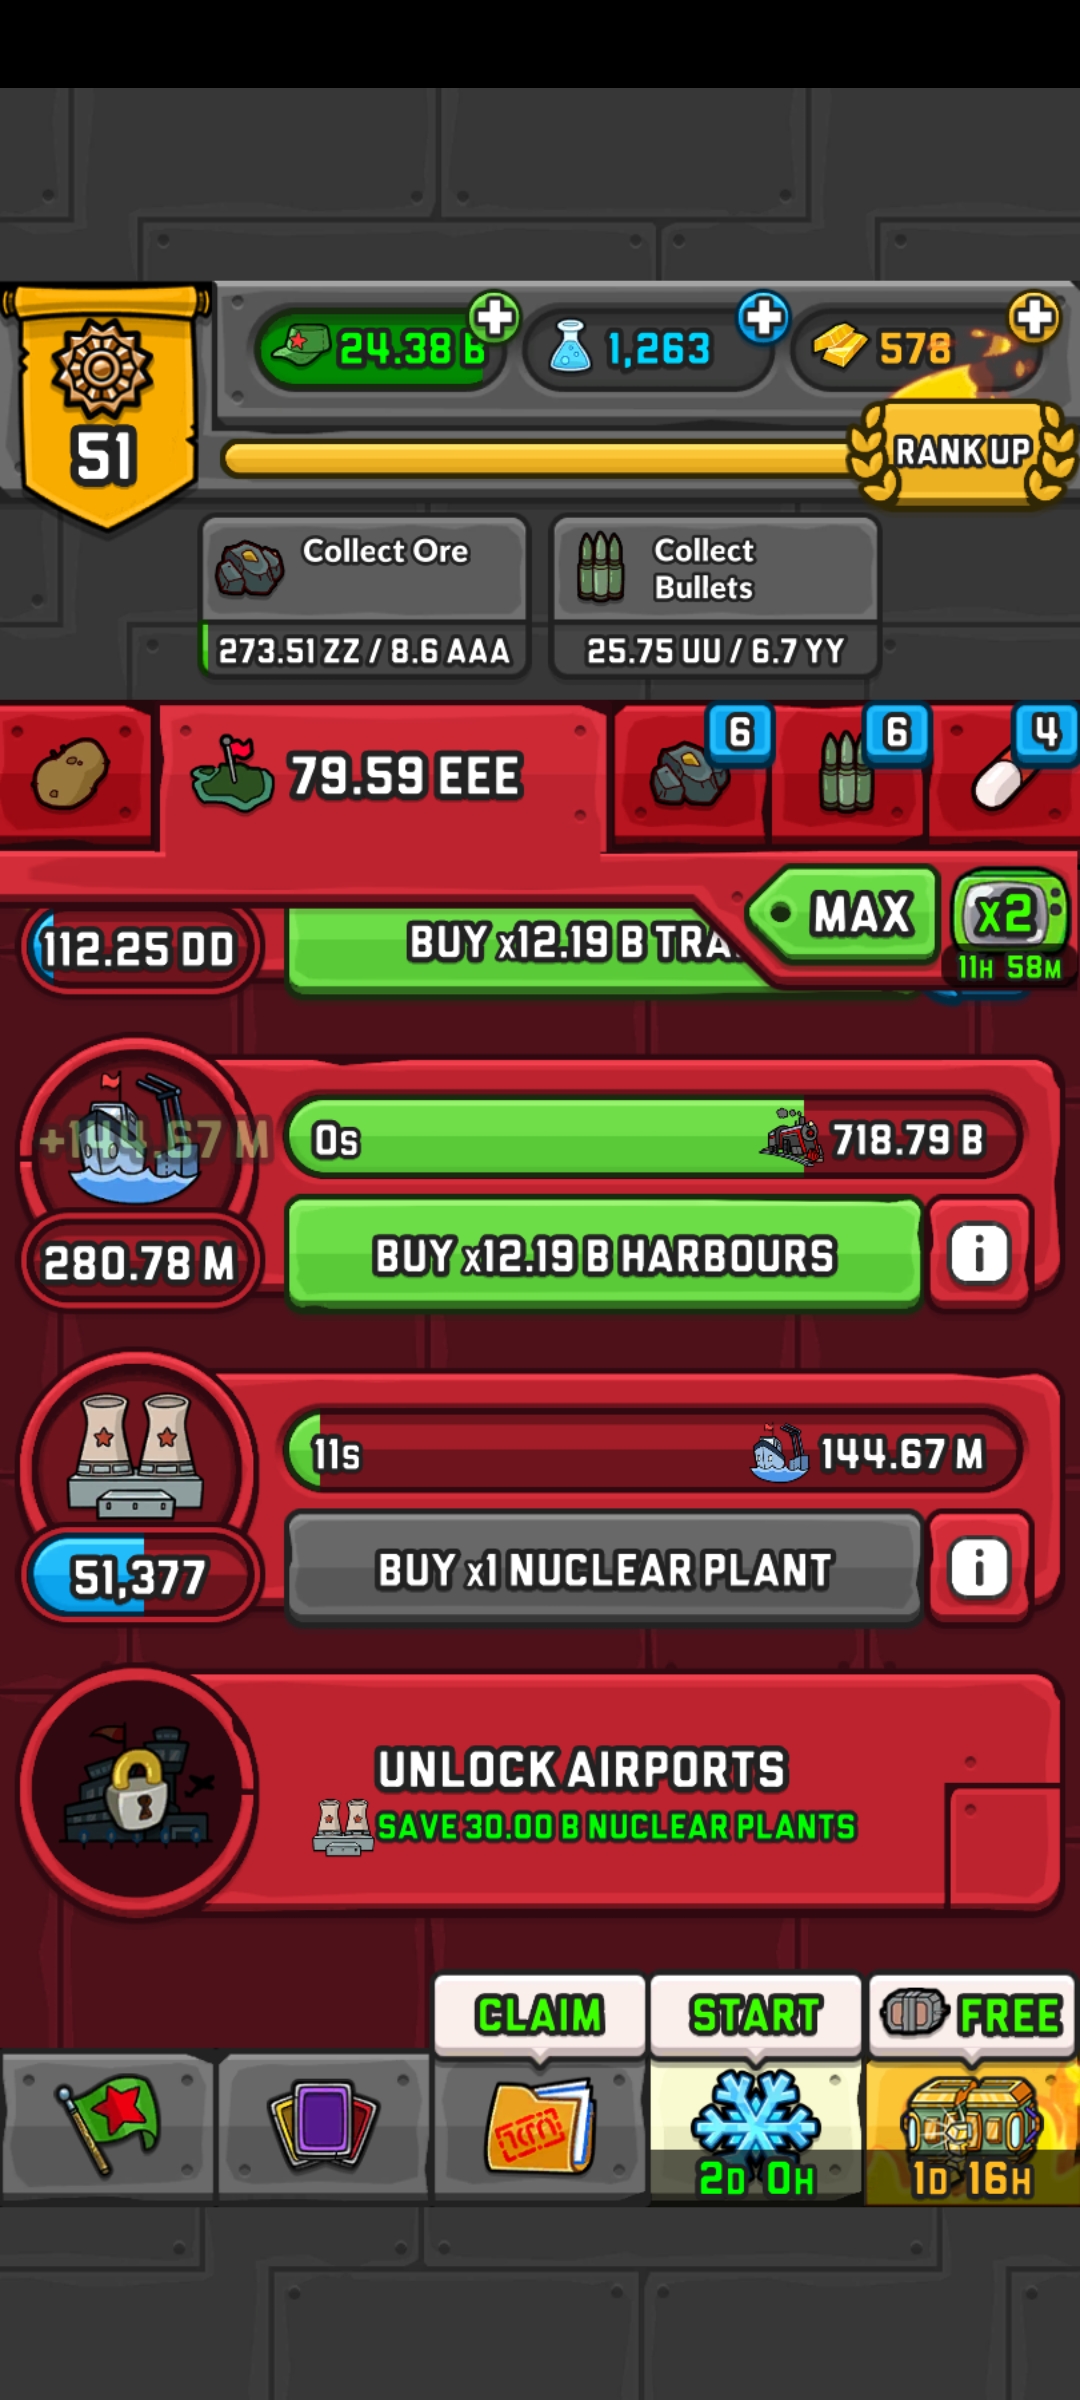 24.38 B
1,263
578
51
RANK UP
Collect Ore
273.51 ZZ / 8.6 AAA
Collect
Bullets
25.75 UU / 6.7 YY
79.59 EEE
6
6
4
MAX
x2
11H 58M
112.25 DD
BUY x12.19 B TRA
0s
718.79 B
280.78 M
BUY x12.19 B HARBOURS
i
11s
144.67 M
51,377
BUY x1 NUCLEAR PLANT
i
UNLOCK AIRPORTS
SAVE 30.00 B NUCLEAR PLANTS
CLAIM
START
FREE
2D 0H
1D 16H